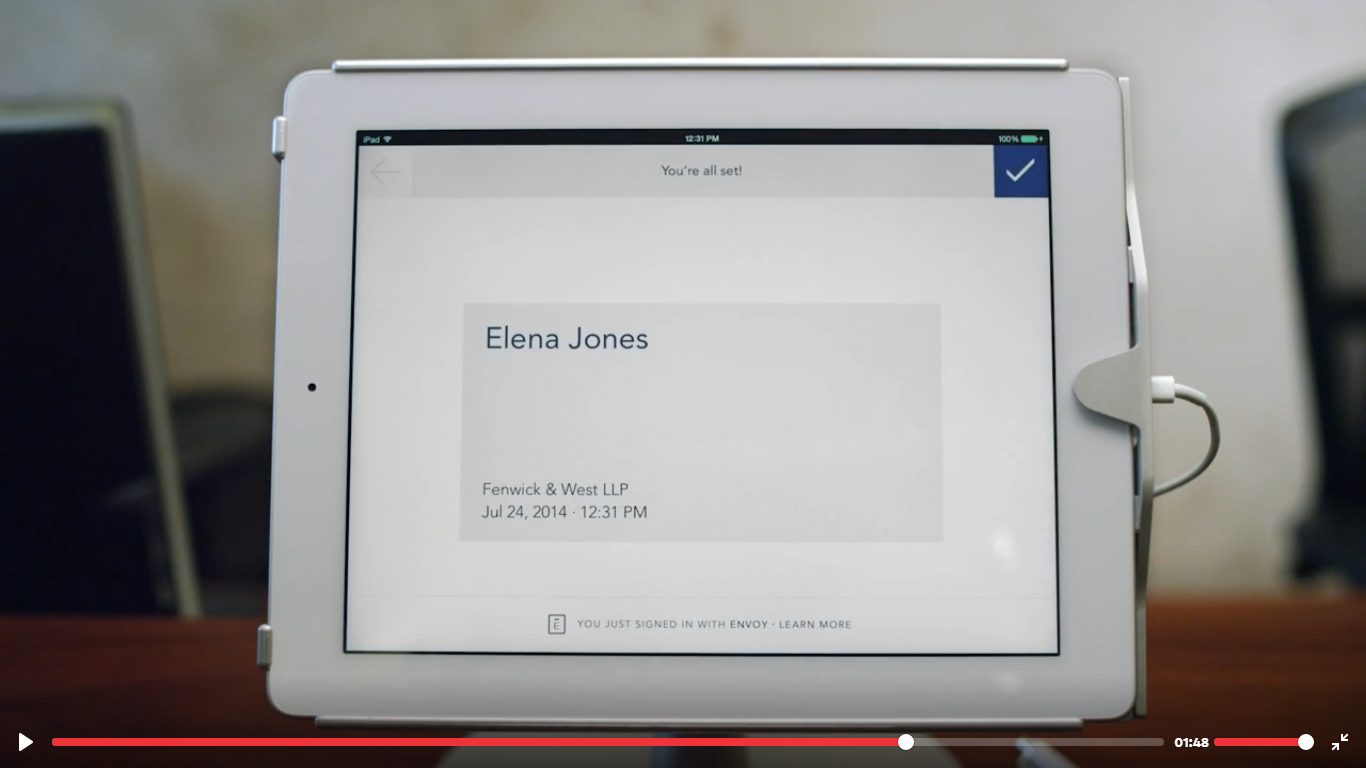 iPad
12:31 PM
100%
You're all set!
Elena Jones
Fenwick & West LLP
Jul 24, 2014 · 12:31 PM
E
YOU JUST SIGNED IN WITH ENVOY · LEARN MORE
01:48